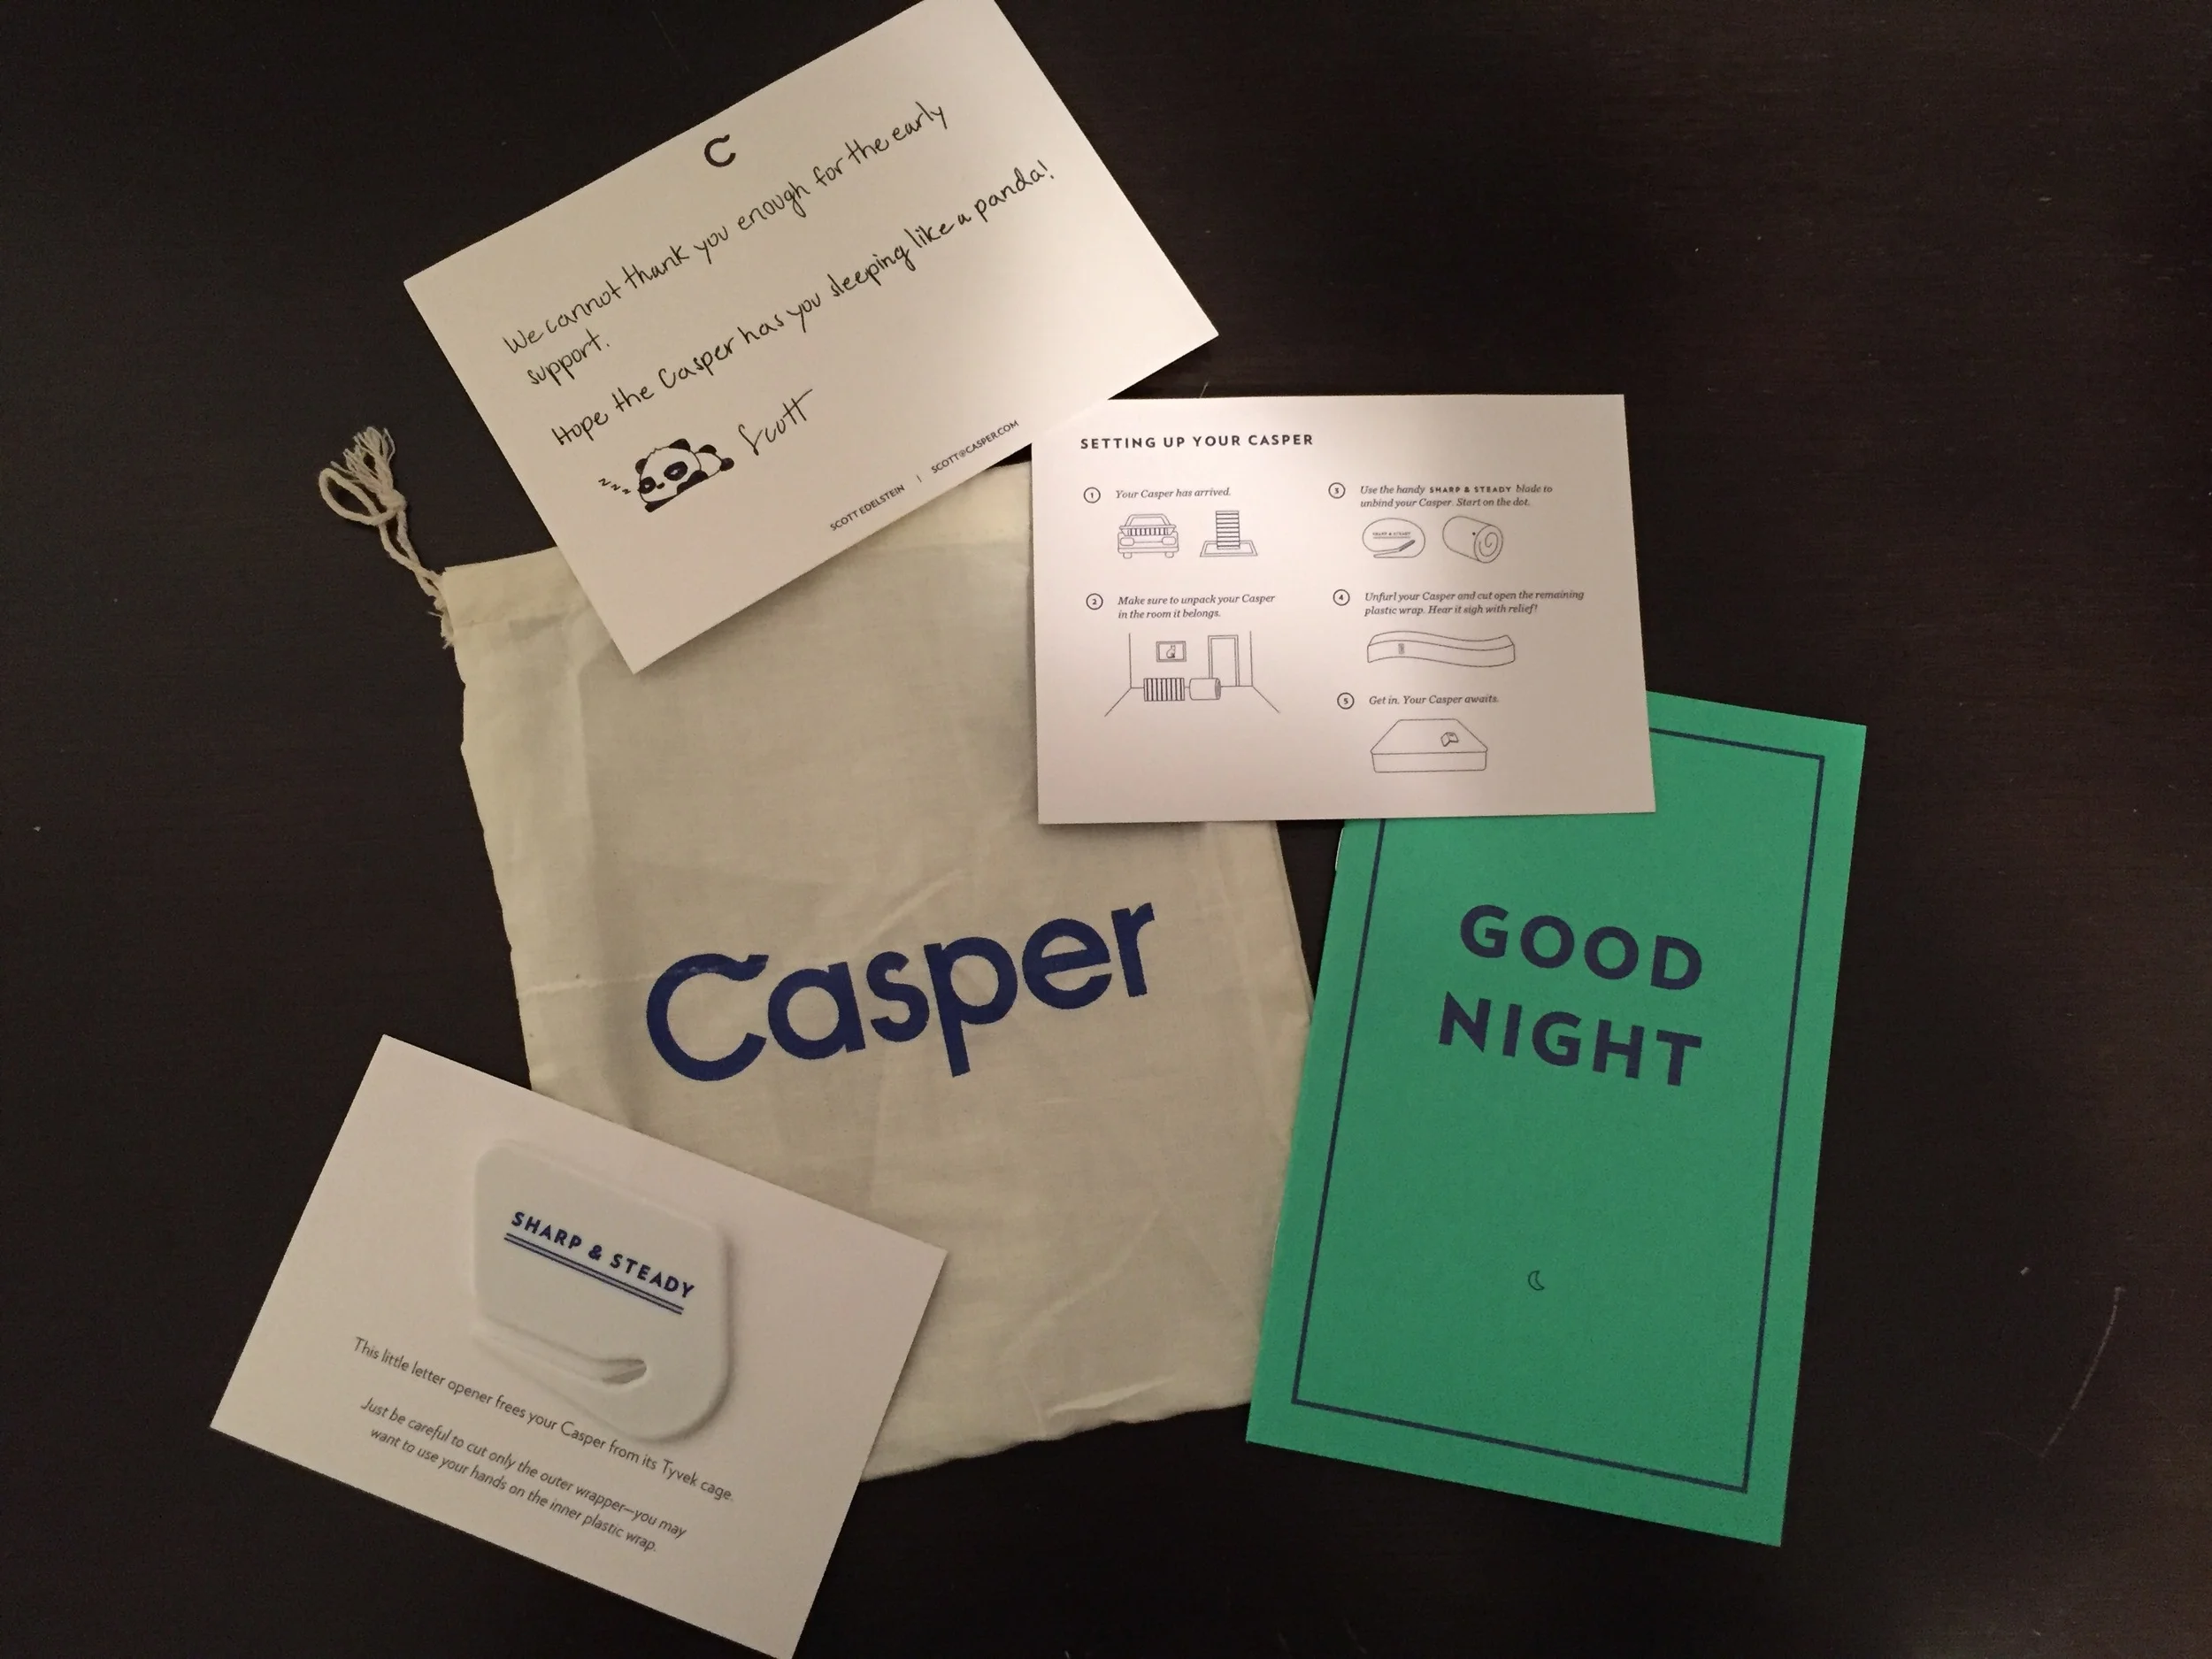 C
We cannot thank you enough for the early
support.
Hope the Casper has you sleeping like a panda!
zzz
Scott
SCOTT EDELSTEIN | SCOTT@CASPER.COM
SETTING UP YOUR CASPER
1 Your Casper has arrived.
2 Make sure to unpack your Casper
in the room it belongs.
3 Use the handy SHARP & STEADY blade to
unbind your Casper. Start on the dot.
SHARP & STEADY
4 Unfurl your Casper and cut open the remaining
plastic wrap. Hear it sigh with relief!
5 Get in. Your Casper awaits.
Casper
GOOD
NIGHT
SHARP & STEADY
This little letter opener frees your Casper from its Tyvek cage.
Just be careful to cut only the outer wrapper—you may
want to use your hands on the inner plastic wrap.